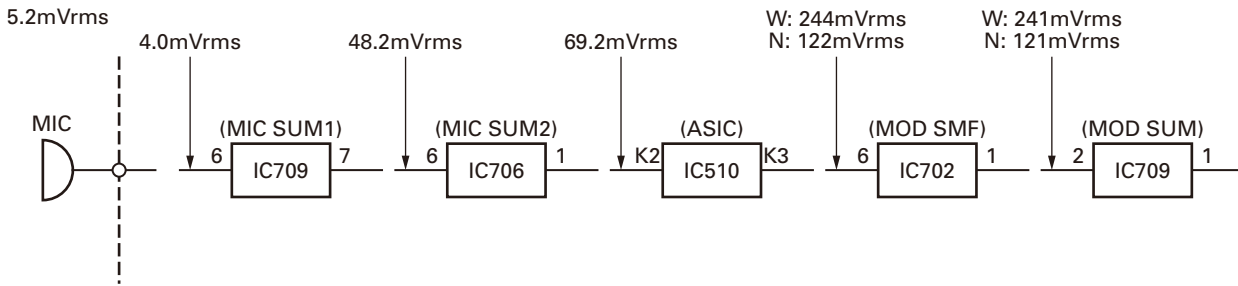 5.2mVrms
4.0mVrms
48.2mVrms
69.2mVrms
W: 244mVrms
N: 122mVrms
W: 241mVrms
N: 121mVrms
MIC
(MIC SUM1)
(MIC SUM2)
(ASIC)
(MOD SMF)
(MOD SUM)
6 IC709 7
6 IC706 1
K2 IC510 K3
6 IC702 1
2 IC709 1